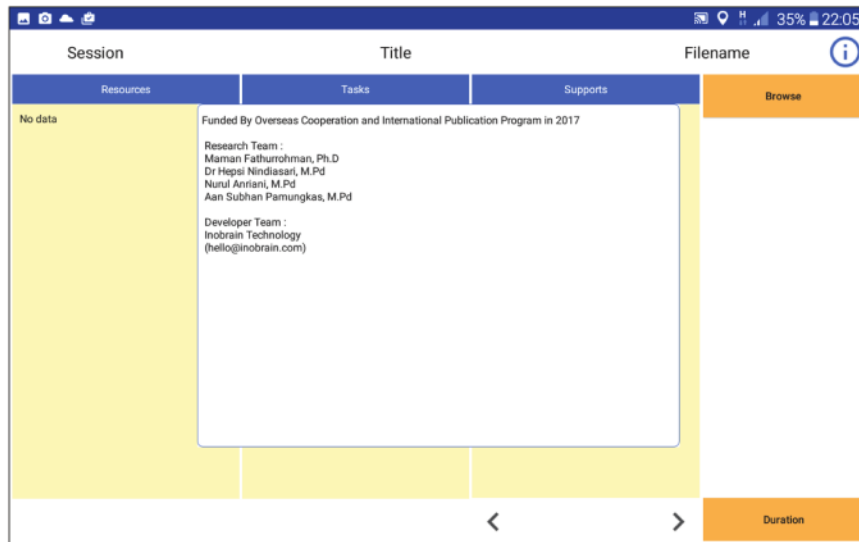 H 35% 22:05
Session Title Filename
Resources Tasks Supports Browse
No data
Funded By Overseas Cooperation and International Publication Program in 2017
Research Team :
Maman Fathurrohman, Ph.D
Dr Hepsi Nindiasari, M.Pd
Nurul Anriani, M.Pd
Aan Subhan Pamungkas, M.Pd
Developer Team :
Inobrain Technology
(hello@inobrain.com)
Duration